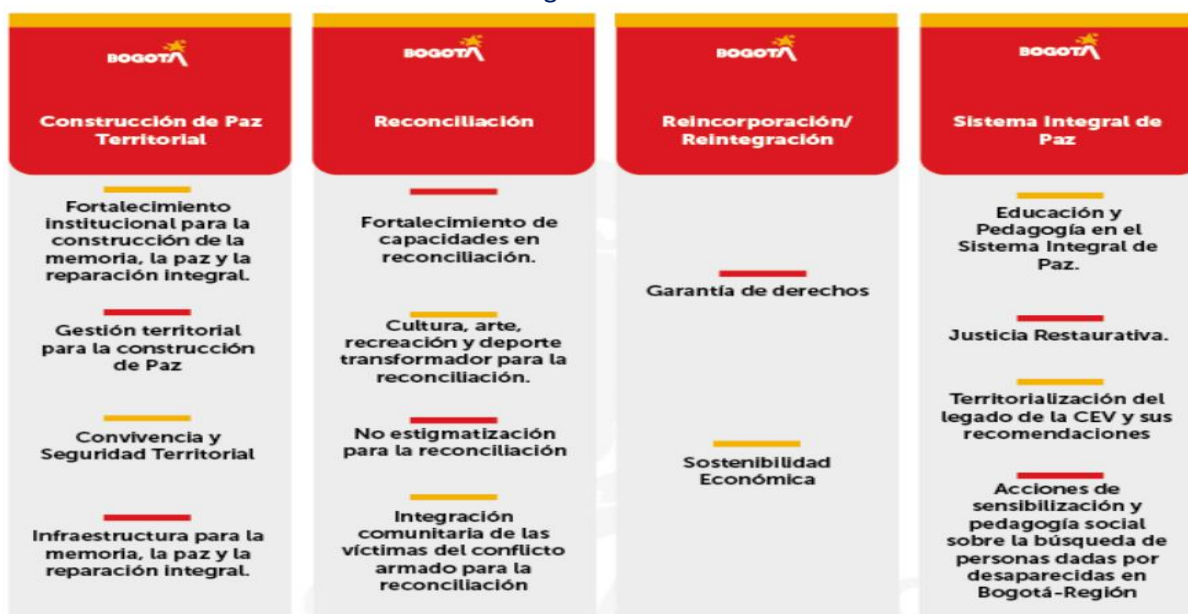 BOGOTÁ
Construcción de Paz
Territorial
Fortalecimiento
institucional para la
construcción de la
memoria, la paz y la
reparación integral.
Gestión territorial
para la construcción
de Paz
Convivencia y
Seguridad Territorial
Infraestructura para la
memoria, la paz y la
reparación integral.
BOGOTÁ
Reconciliación
Fortalecimiento de
capacidades en
reconciliación.
Cultura, arte,
recreación y deporte
transformador para la
reconciliación.
No estigmatización
para la reconciliación
Integración
comunitaria de las
víctimas del conflicto
armado para la
reconciliación
BOGOTÁ
Reincorporación/
Reintegración
Garantía de derechos
Sostenibilidad
Económica
BOGOTÁ
Sistema Integral de
Paz
Educación y
Pedagogía en el
Sistema Integral de
Paz.
Justicia Restaurativa.
Territorialización del
legado de la CEV y sus
recomendaciones
Acciones de
sensibilización y
pedagogía social
sobre la búsqueda de
personas dadas por
desaparecidas en
Bogotá-Región